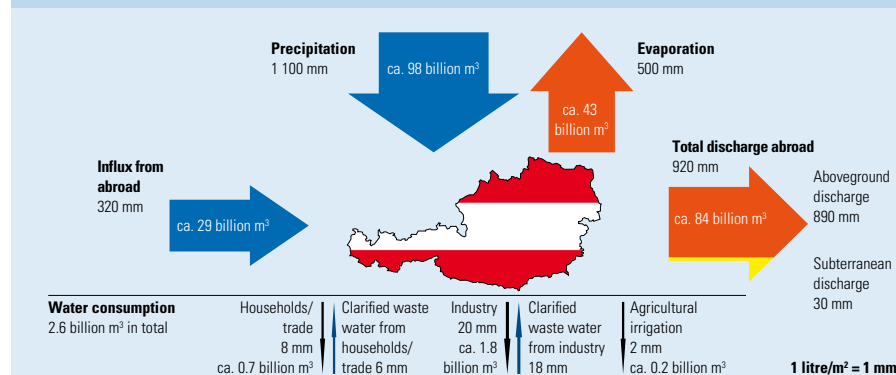 Precipitation
1 100 mm
ca. 98 billion m³
Evaporation
500 mm
ca. 43
billion m³
Influx from
abroad
320 mm
ca. 29 billion m³
Total discharge abroad
920 mm
ca. 84 billion m³
Aboveground
discharge
890 mm
Subterranean
discharge
30 mm
Water consumption
2.6 billion m³ in total
Households/
trade
8 mm
ca. 0.7 billion m³
Clarified waste
water from
households/
trade 6 mm
Industry
20 mm
ca. 1.8
billion m³
Clarified
waste water
from industry
18 mm
Agricultural
irrigation
2 mm
ca. 0.2 billion m³
1 litre/m² = 1 mm